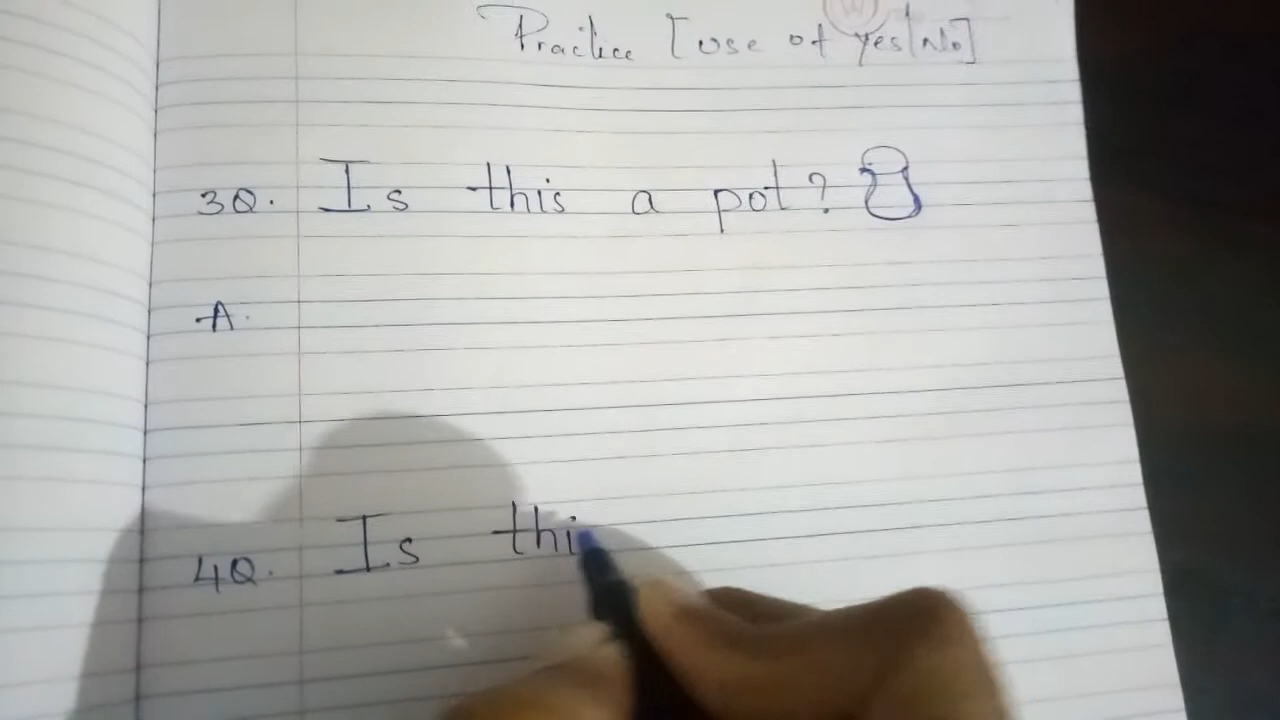 Practice [Use of Yes/No]
3Q. Is this a pot?
A.
4Q. Is thi